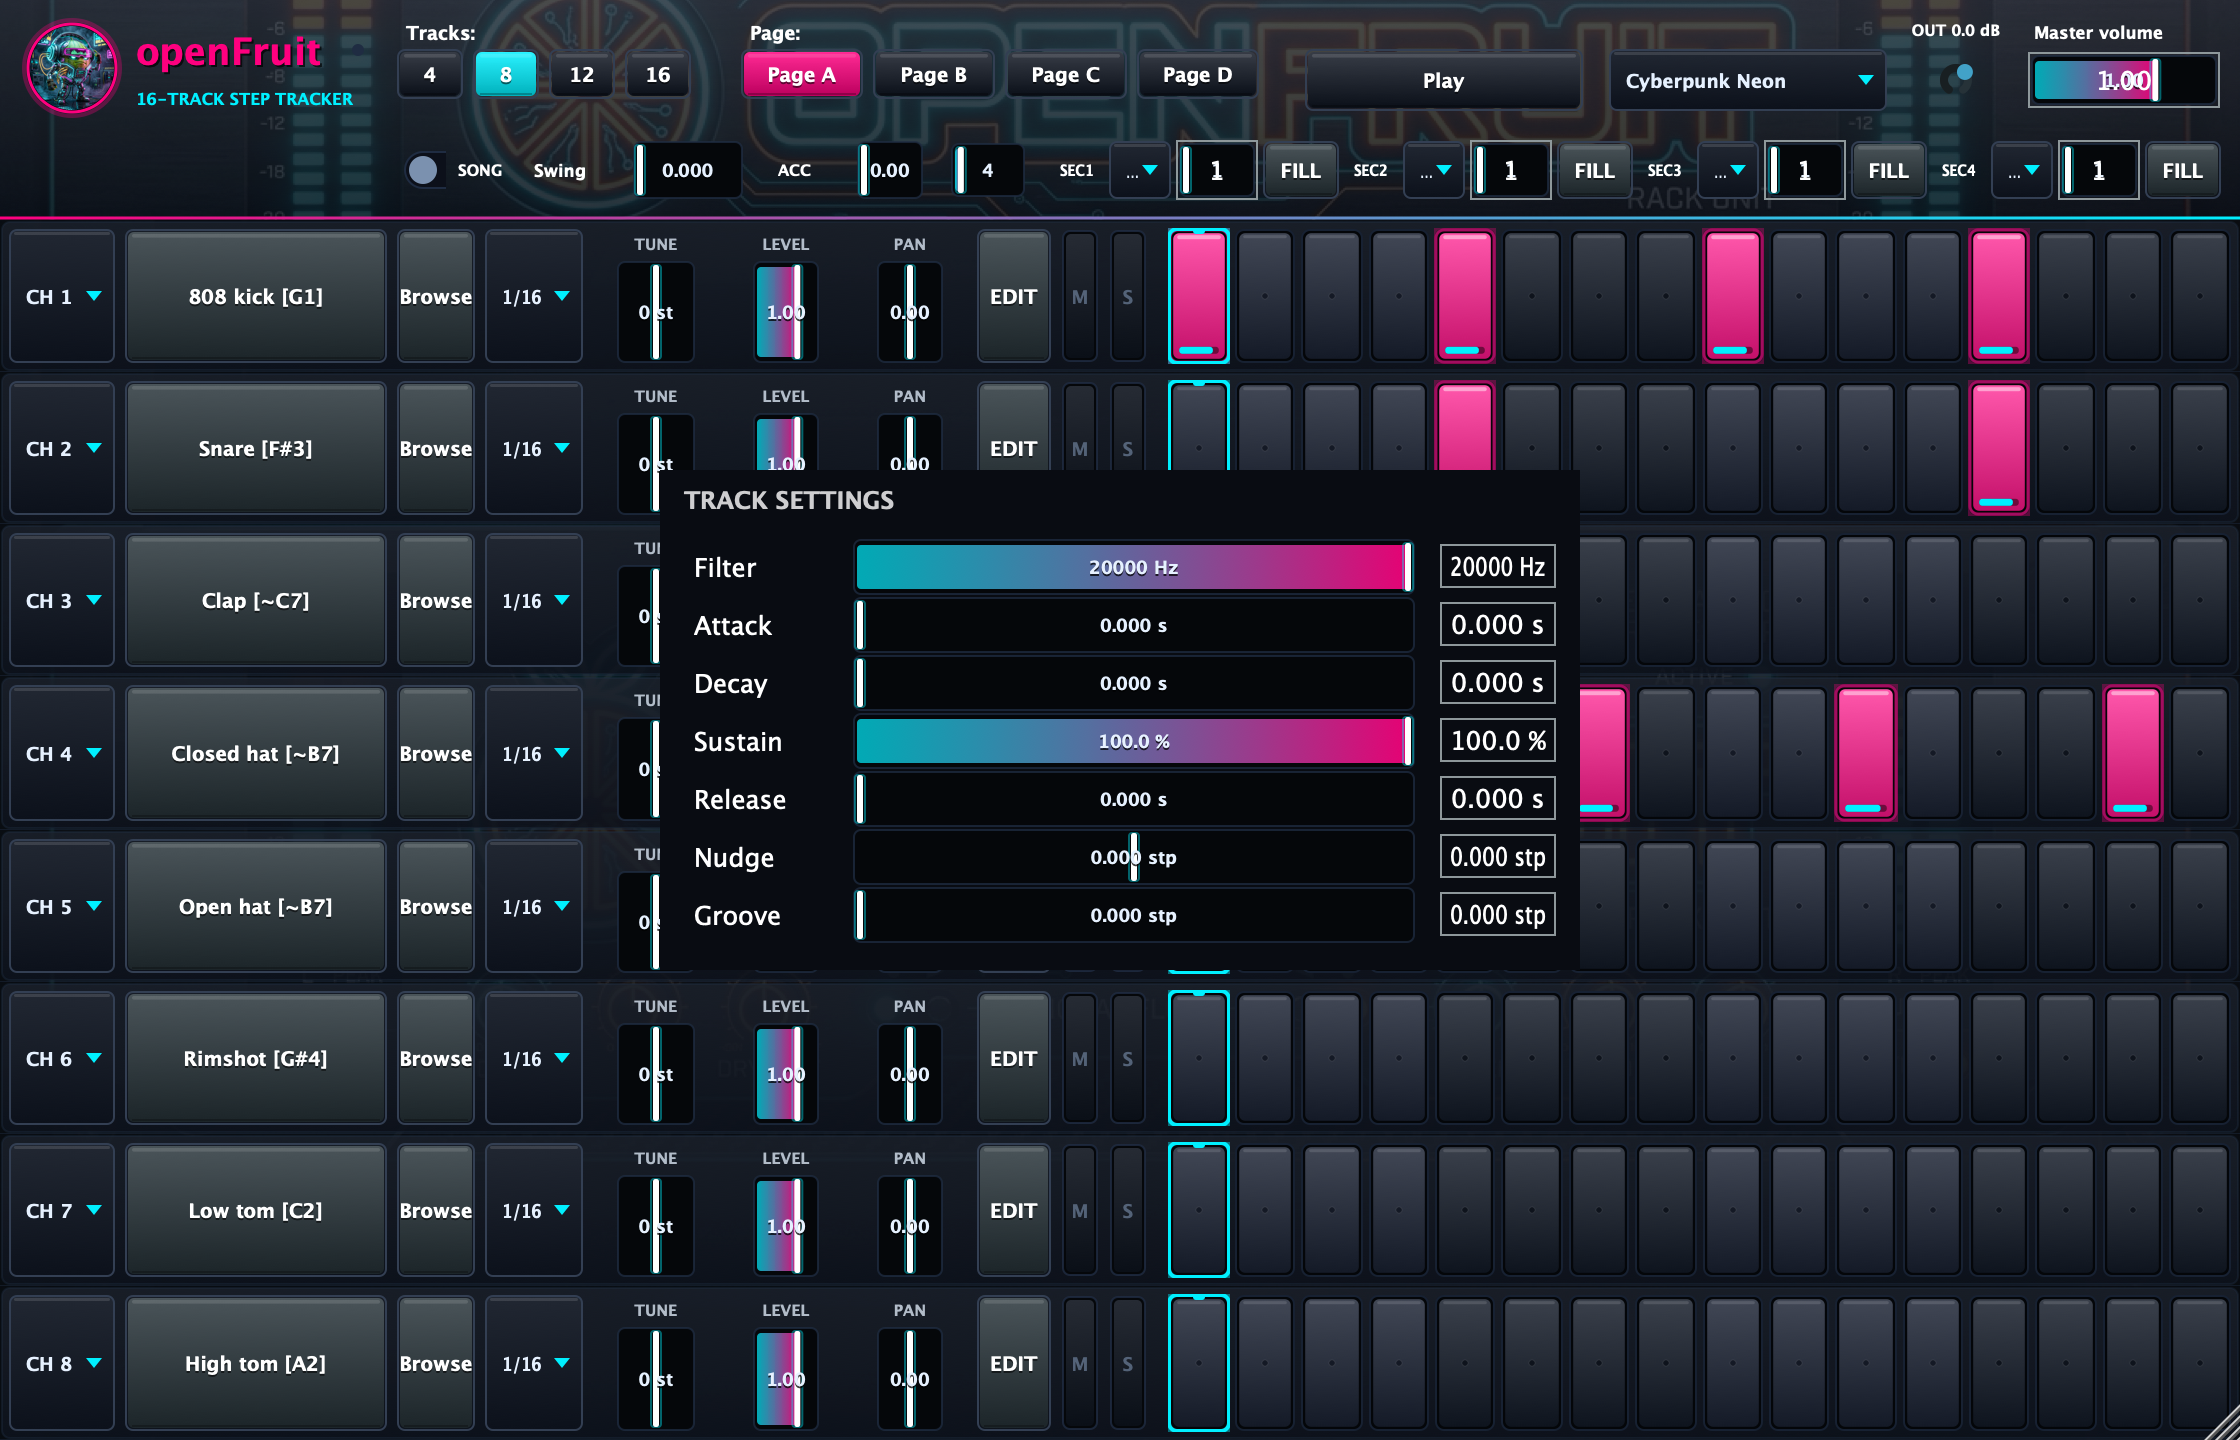 openFruit
16-TRACK STEP TRACKER
Tracks:
4
8
12
16
Page:
Page A
Page B
Page C
Page D
Play
Cyberpunk Neon
OUT 0.0 dB
Master volume
1.00
SONG
Swing
0.000
ACC
0.00
4
SEC1
...
1
FILL
SEC2
...
1
FILL
SEC3
...
1
FILL
SEC4
...
1
FILL
OPENFRUIT
RACK UNIT
-6
-8
-12
-18
-6
-12
CH 1
808 kick [G1]
Browse
1/16
TUNE
0 st
LEVEL
1.00
PAN
0.00
EDIT
M
S
CH 2
Snare [F#3]
Browse
1/16
TUNE
0 st
LEVEL
1.00
PAN
0.00
EDIT
M
S
CH 3
Clap [~C7]
Browse
1/16
CH 4
Closed hat [~B7]
Browse
1/16
CH 5
Open hat [~B7]
Browse
1/16
TRACK SETTINGS
Filter
20000 Hz
20000 Hz
Attack
0.000 s
0.000 s
Decay
0.000 s
0.000 s
Sustain
100.0 %
100.0 %
Release
0.000 s
0.000 s
Nudge
0.000 stp
0.000 stp
Groove
0.000 stp
0.000 stp
CH 6
Rimshot [G#4]
Browse
1/16
TUNE
0 st
LEVEL
1.00
PAN
0.00
EDIT
M
S
CH 7
Low tom [C2]
Browse
1/16
TUNE
0 st
LEVEL
1.00
PAN
0.00
EDIT
M
S
CH 8
High tom [A2]
Browse
1/16
TUNE
0 st
LEVEL
1.00
PAN
0.00
EDIT
M
S